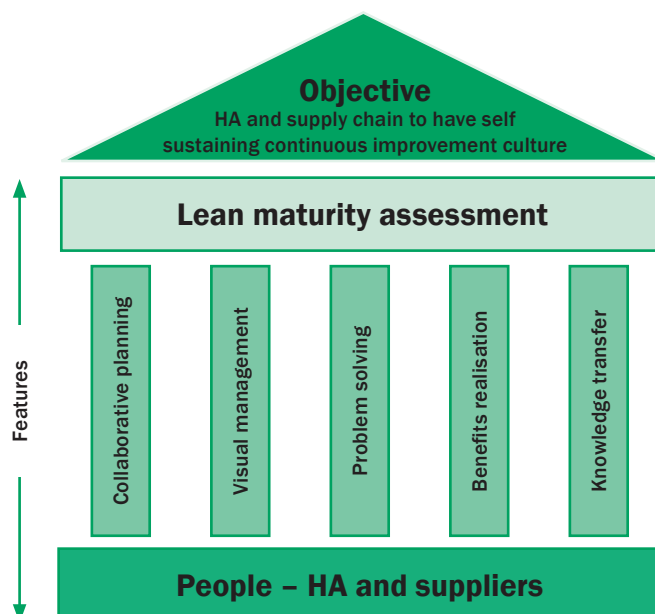 Objective
HA and supply chain to have self
sustaining continuous improvement culture
Lean maturity assessment
Features
Collaborative planning
Visual management
Problem solving
Benefits realisation
Knowledge transfer
People – HA and suppliers